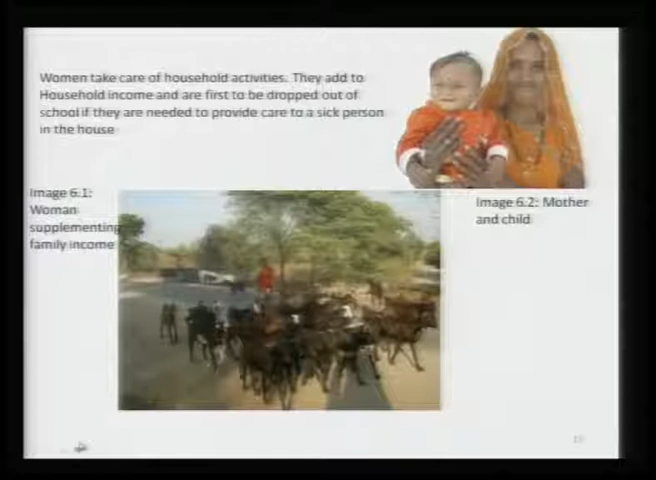 Women take care of household activities. They add to
Household income and are first to be dropped out of
school if they are needed to provide care to a sick person
in the house
Image 6.1:
Woman
supplementing
family income
Image 6.2: Mother
and child